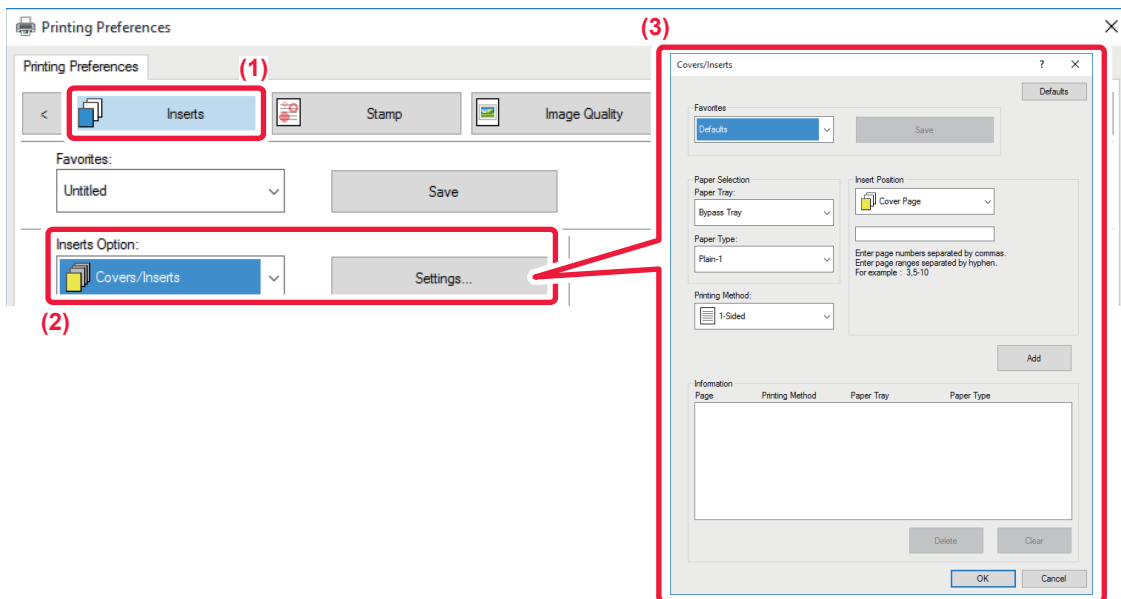 Printing Preferences
(3)
Printing Preferences
(1)
< Inserts Stamp Image Quality
Favorites:
Untitled Save
Inserts Option:
Covers/Inserts Settings...
(2)
Covers/Inserts ?
Defaults
Favorites
Defaults Save
Paper Selection Insert Position
Paper Tray: Cover Page
Bypass Tray
Paper Type:
Plain-1
Enter page numbers separated by commas.
Enter page ranges separated by hyphen.
For example : 3,5-10
Printing Method:
1-Sided
Add
Information
Page Printing Method Paper Tray Paper Type
Delete Clear
OK Cancel